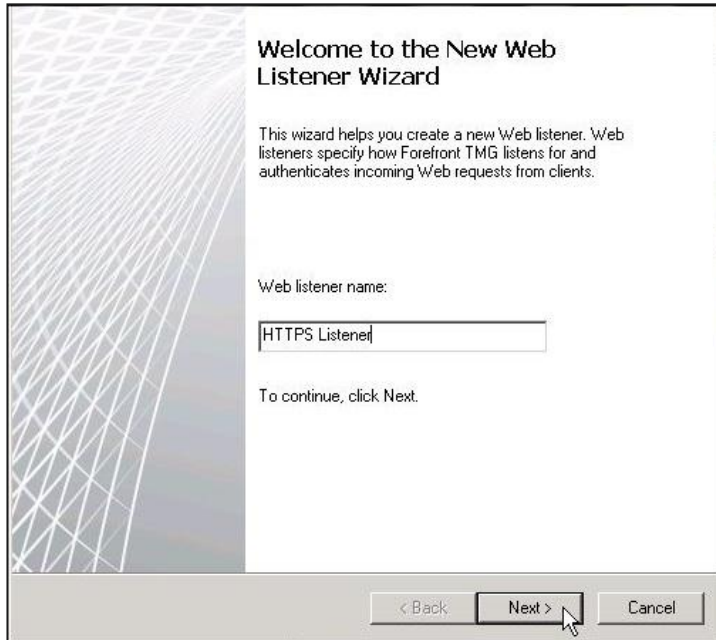 Welcome to the New Web
Listener Wizard
This wizard helps you create a new Web listener. Web
listeners specify how Forefront TMG listens for and
authenticates incoming Web requests from clients.
Web listener name:
HTTPS Listener
To continue, click Next.
< Back
Next >
Cancel